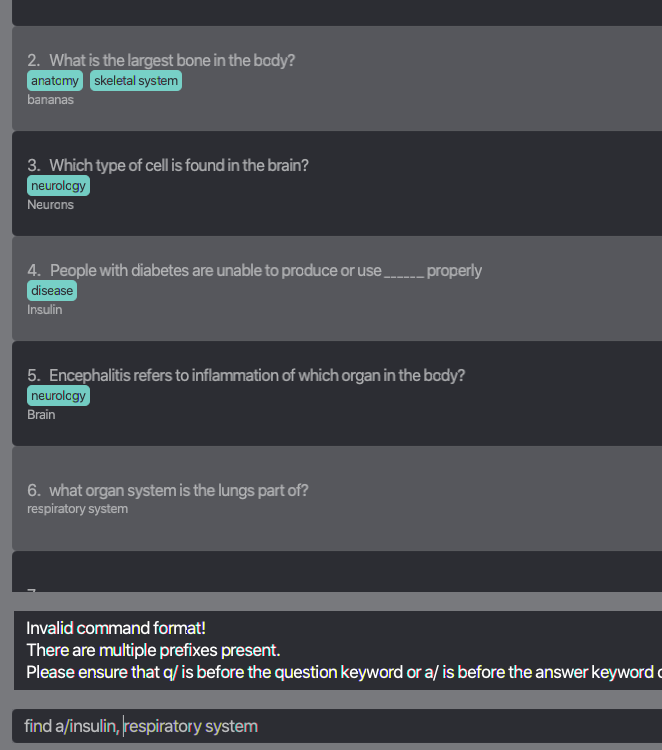 2. What is the largest bone in the body?
anatomy skeletal system
bananas
3. Which type of cell is found in the brain?
neurology
Neurons
4. People with diabetes are unable to produce or use ______ properly
disease
Insulin
5. Encephalitis refers to inflammation of which organ in the body?
neurology
Brain
6. what organ system is the lungs part of?
respiratory system
Invalid command format!
There are multiple prefixes present.
Please ensure that q/ is before the question keyword or a/ is before the answer keyword
find a/insulin, respiratory system